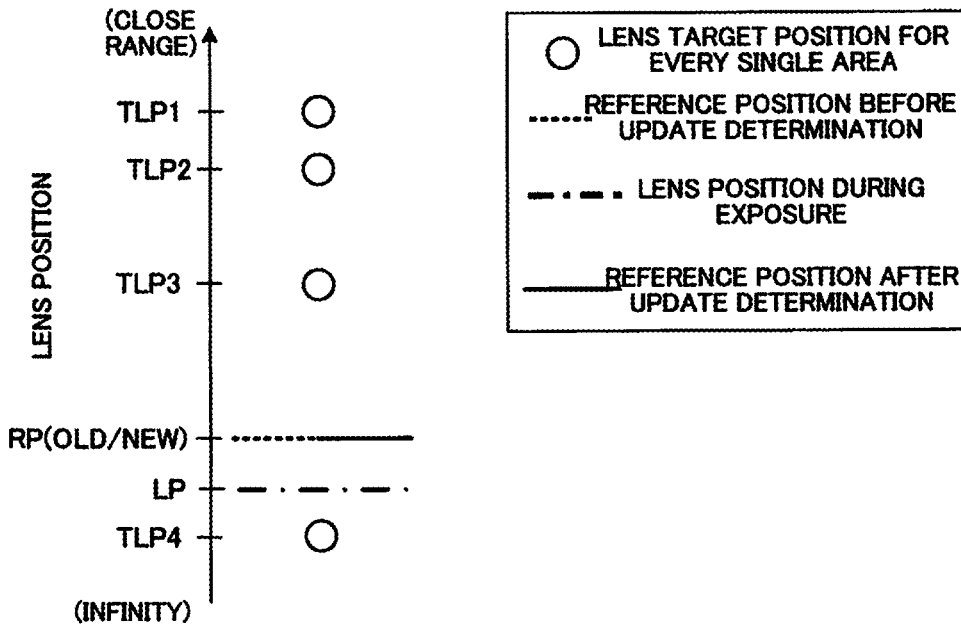 (CLOSE
RANGE)
TLP1
TLP2
TLP3
RP(OLD/NEW)
LP
TLP4
(INFINITY)
LENS POSITION
LENS TARGET POSITION FOR
EVERY SINGLE AREA
REFERENCE POSITION BEFORE
UPDATE DETERMINATION
LENS POSITION DURING
EXPOSURE
REFERENCE POSITION AFTER
UPDATE DETERMINATION